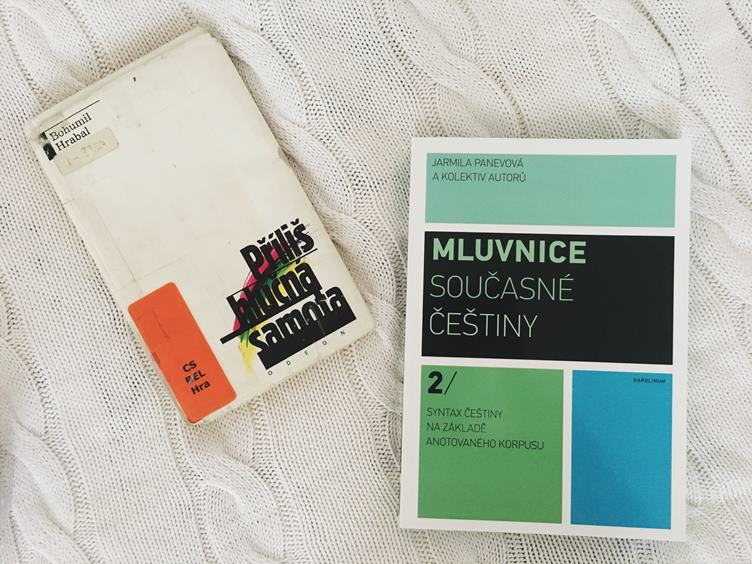 Bohumil
Hrabal
Příliš
hlučná
samota
ODEON
CS
BEL
Hra
JARMILA PANEVOVÁ
A KOLEKTIV AUTORŮ
MLUVNICE
SOUČASNÉ
ČEŠTINY
2/
SYNTAX ČEŠTINY
NA ZÁKLADĚ
ANOTOVANÉHO KORPUSU
KAROLINUM